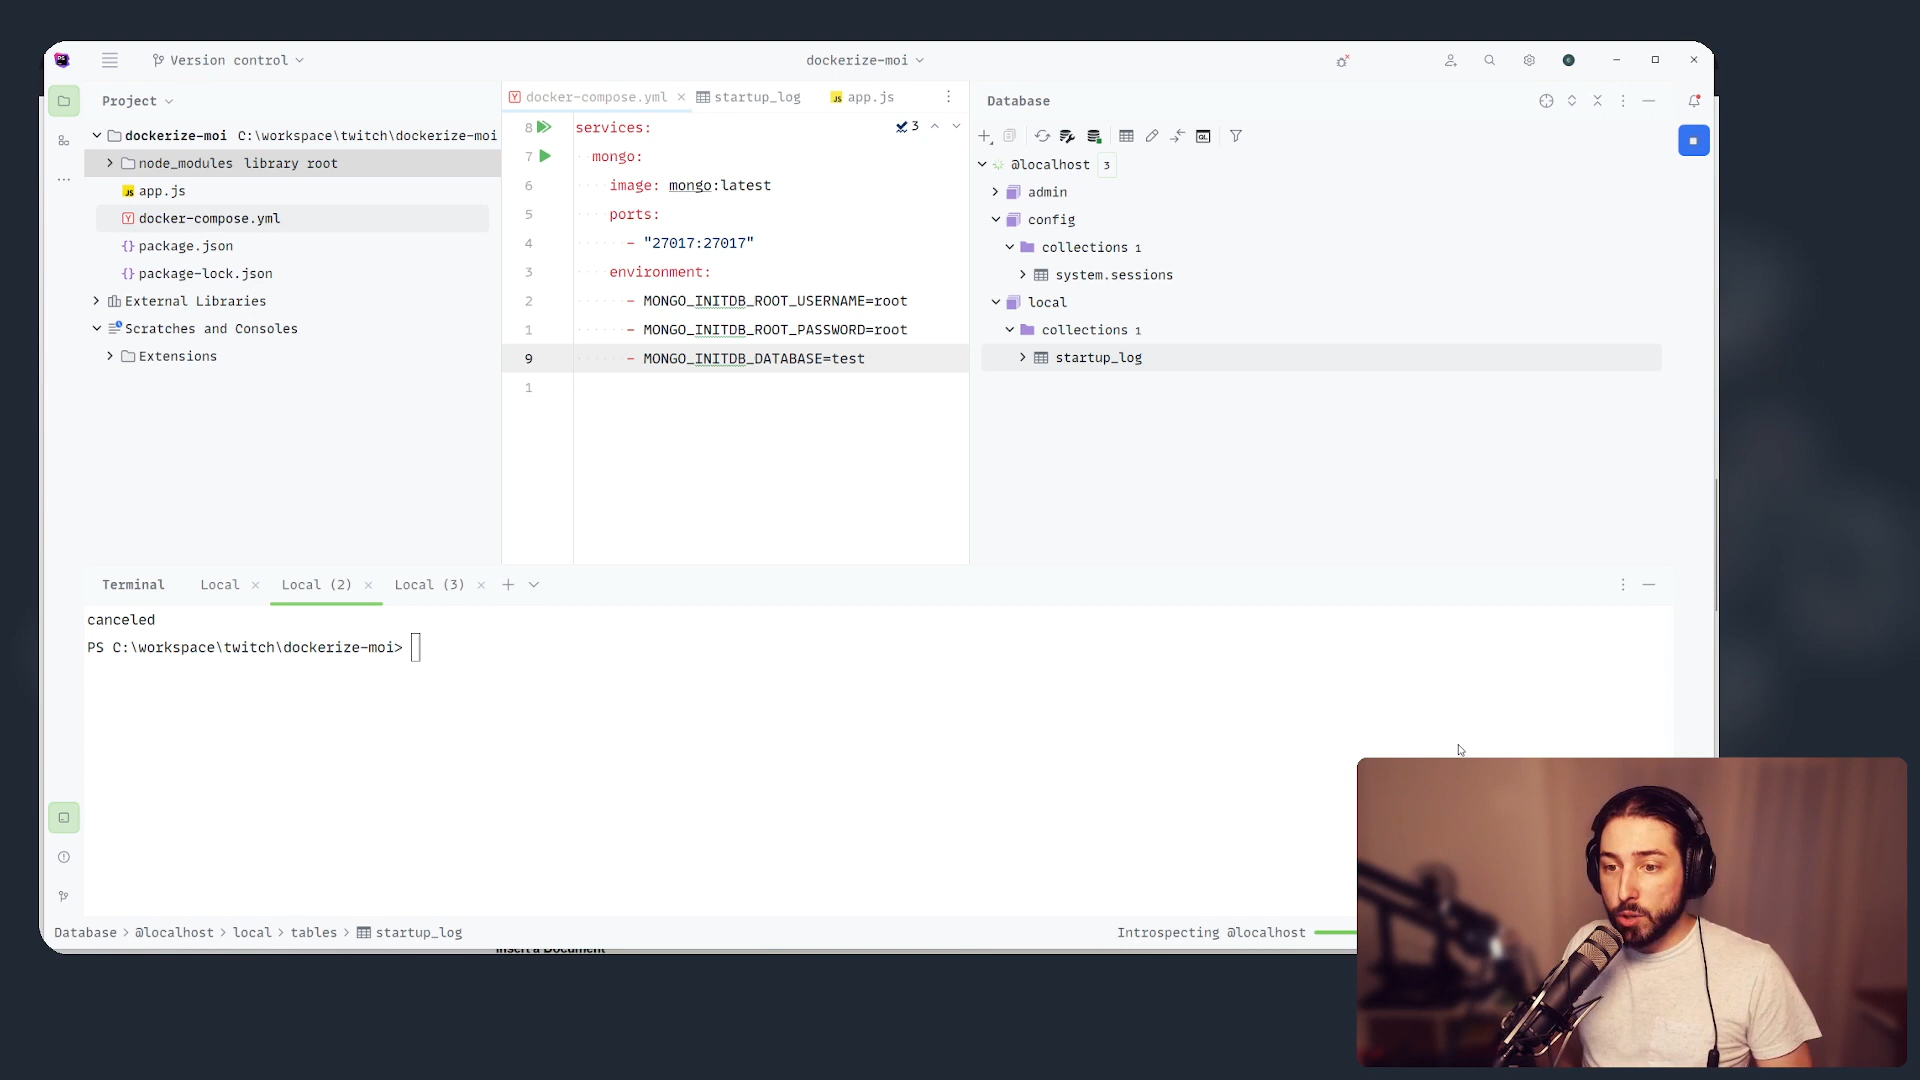 Version control
dockerize-moi
Project
dockerize-moi C:\workspace\twitch\dockerize-moi
node_modules library root
app.js
docker-compose.yml
package.json
package-lock.json
External Libraries
Scratches and Consoles
Extensions
docker-compose.yml
startup_log
app.js
8 services:
7 mongo:
6 image: mongo:latest
5 ports:
4 - "27017:27017"
3 environment:
2 - MONGO_INITDB_ROOT_USERNAME=root
1 - MONGO_INITDB_ROOT_PASSWORD=root
9 - MONGO_INITDB_DATABASE=test
1
3
Database
@localhost 3
admin
config
collections 1
system.sessions
local
collections 1
startup_log
Terminal
Local
Local (2)
Local (3)
canceled
PS C:\workspace\twitch\dockerize-moi>
Database > @localhost > local > tables > startup_log
Introspecting @localhost
Insert a Document